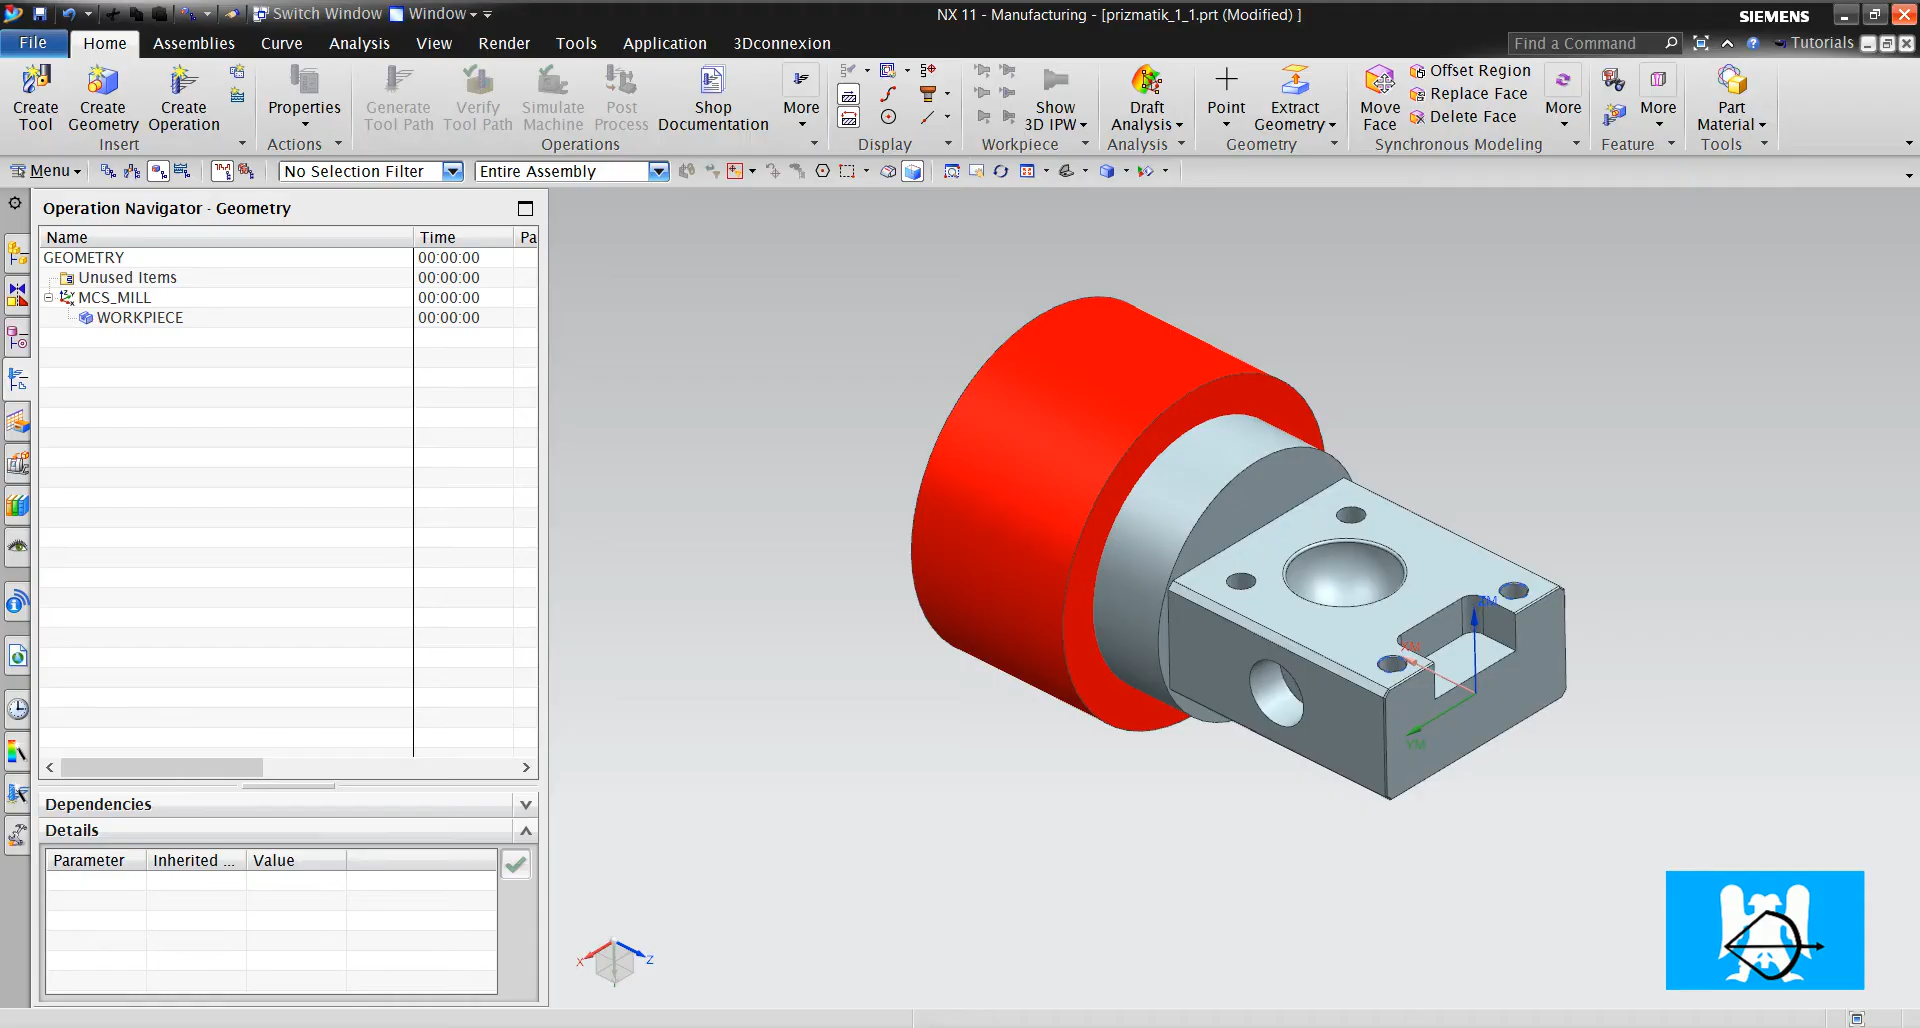 Switch Window Window NX 11 - Manufacturing - [prizmatik_1_1.prt (Modified) ] SIEMENS
File Home Assemblies Curve Analysis View Render Tools Application 3Dconnexion Find a Command Tutorials
Create Tool
Create Geometry
Create Operation
Insert
Properties
Actions
Generate Tool Path
Verify Tool Path
Simulate Machine
Post Process
Shop Documentation
More
Operations
Display
Show 3D IPW
Workpiece
Draft Analysis
Analysis
Point
Extract Geometry
Geometry
Move Face
Offset Region
Replace Face
Delete Face
More
Synchronous Modeling
More
Feature
Part Material
Tools
Menu No Selection Filter Entire Assembly
Operation Navigator - Geometry
Name Time Pa
GEOMETRY 00:00:00
Unused Items 00:00:00
MCS_MILL 00:00:00
WORKPIECE 00:00:00
ZM
XM
YM
Dependencies
Details
Parameter Inherited ... Value
X Z